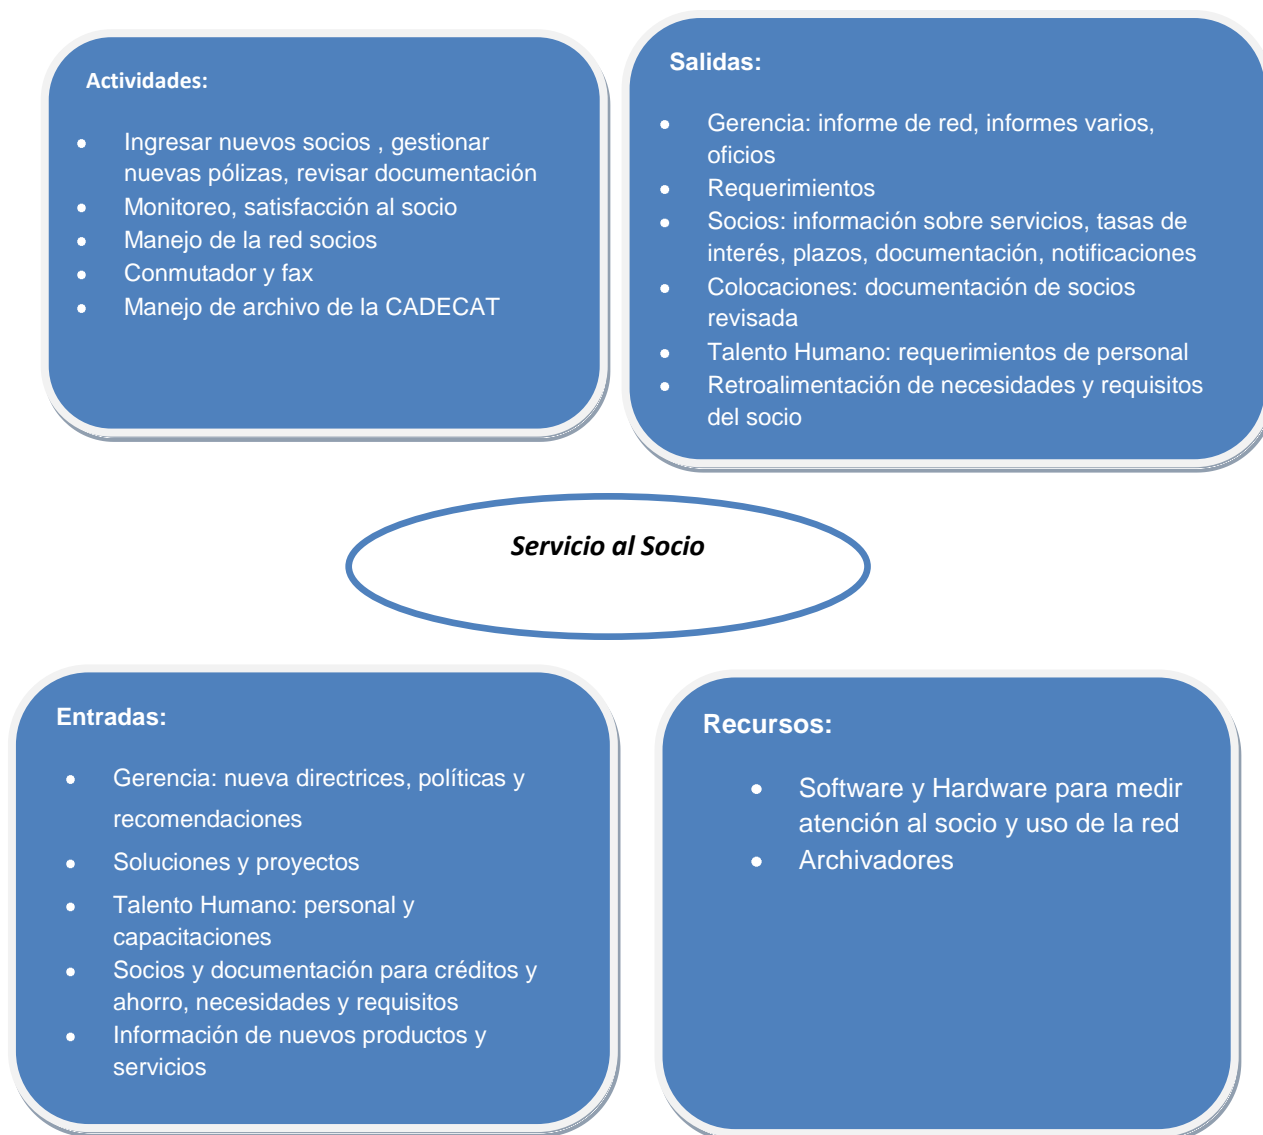 Actividades:
Ingresar nuevos socios , gestionar
nuevas pólizas, revisar documentación
Monitoreo, satisfacción al socio
Manejo de la red socios
Conmutador y fax
Manejo de archivo de la CADECAT
Salidas:
Gerencia: informe de red, informes varios,
oficios
Requerimientos
Socios: información sobre servicios, tasas de
interés, plazos, documentación, notificaciones
Colocaciones: documentación de socios
revisada
Talento Humano: requerimientos de personal
Retroalimentación de necesidades y requisitos
del socio
Servicio al Socio
Entradas:
Gerencia: nueva directrices, políticas y
recomendaciones
Soluciones y proyectos
Talento Humano: personal y
capacitaciones
Socios y documentación para créditos y
ahorro, necesidades y requisitos
Información de nuevos productos y
servicios
Recursos:
Software y Hardware para medir
atención al socio y uso de la red
Archivadores